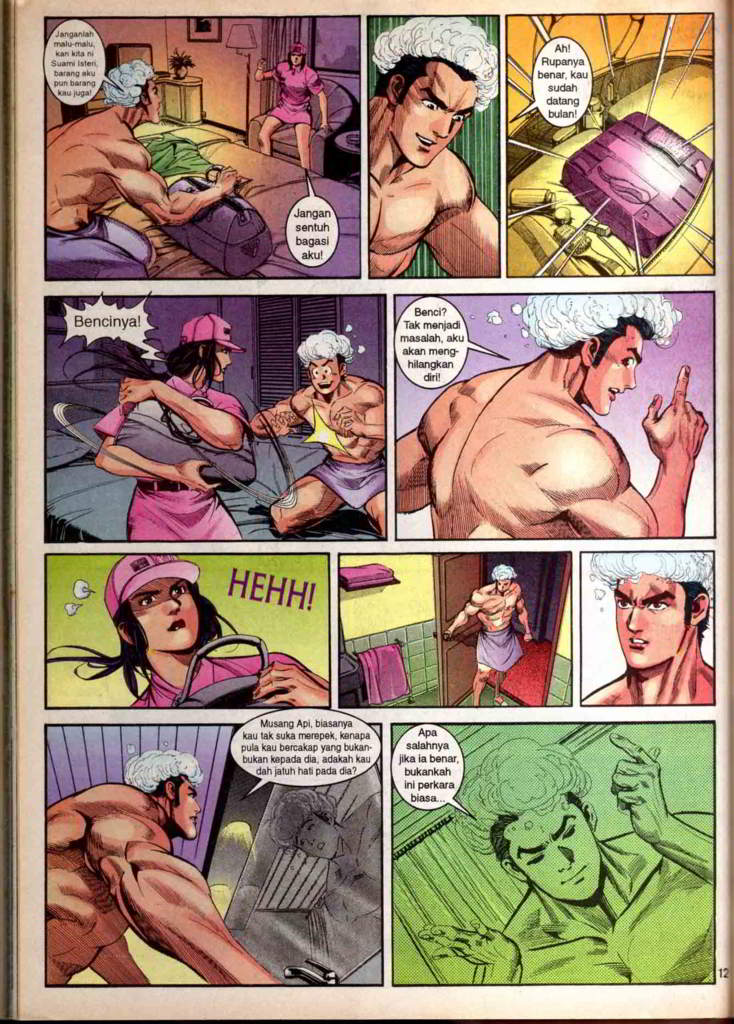 Janganlah
malu-malu,
kan kita ni
Suami Isteri,
barang aku
pun barang
kau juga!
Jangan
sentuh
bagasi
aku!
Ah!
Rupanya
benar, kau
sudah
datang
bulan!
Bencinya!
Benci?
Tak menjadi
masalah, aku
akan meng-
hilangkan
diri!
HEHH!
Musang Api, biasanya
kau tak suka merepek, kenapa
pula kau bercakap yang bukan-
bukan kepada dia, adakah kau
dah jatuh hati pada dia?
Apa
salahnya
jika ia benar,
bukankah
ini perkara
biasa...
12